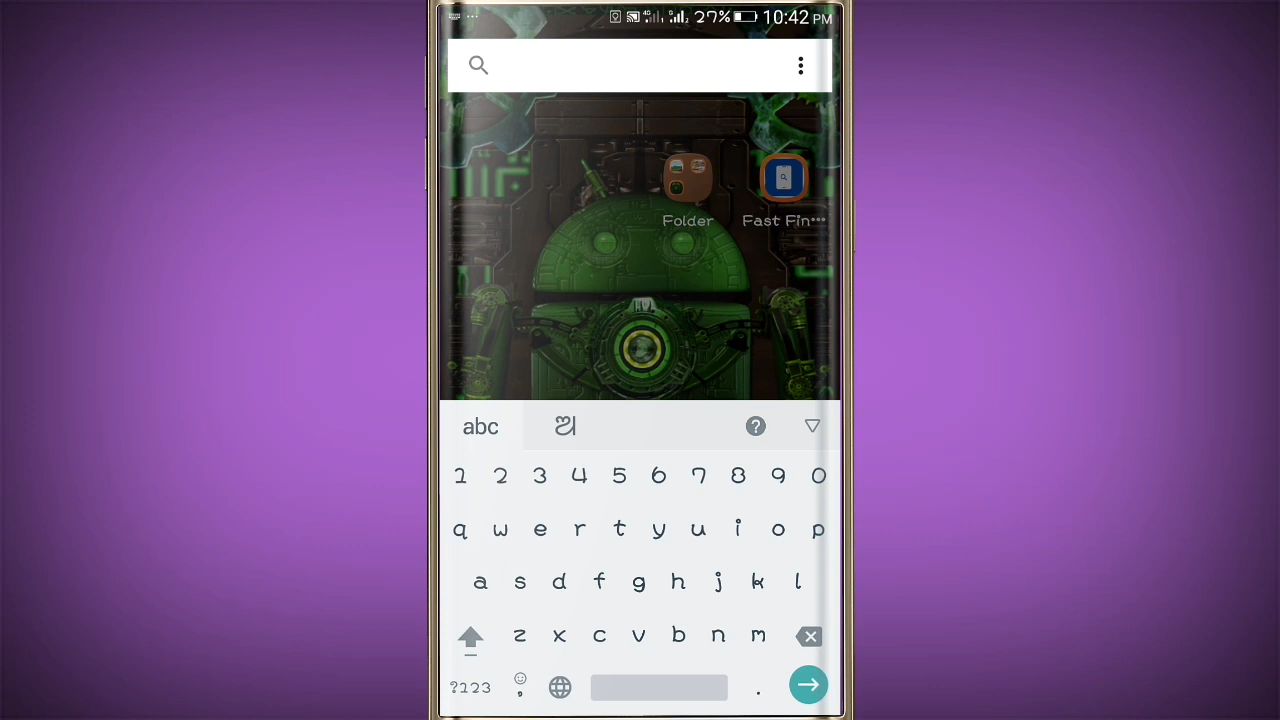 27% 10:42 PM
Folder Fast Fin•••
abc ଅ
1 2 3 4 5 6 7 8 9 0
q w e r t y u i o p
a s d f g h j k l
z x c v b n m
?123 , .